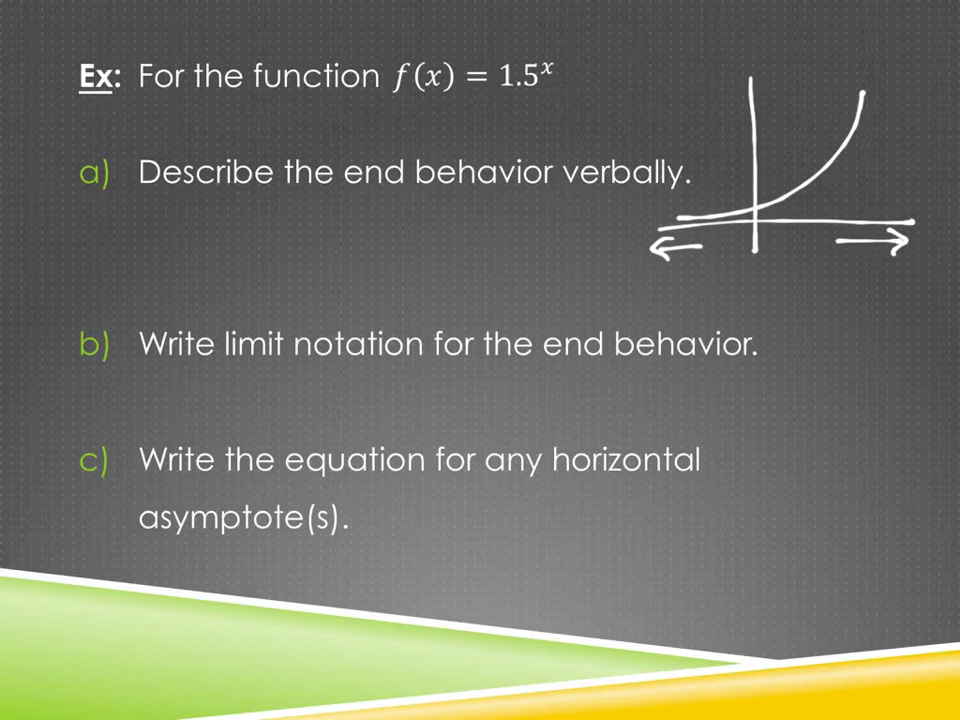 Ex: For the function f(x) = 1.5ˣ
a) Describe the end behavior verbally.
b) Write limit notation for the end behavior.
c) Write the equation for any horizontal
asymptote(s).